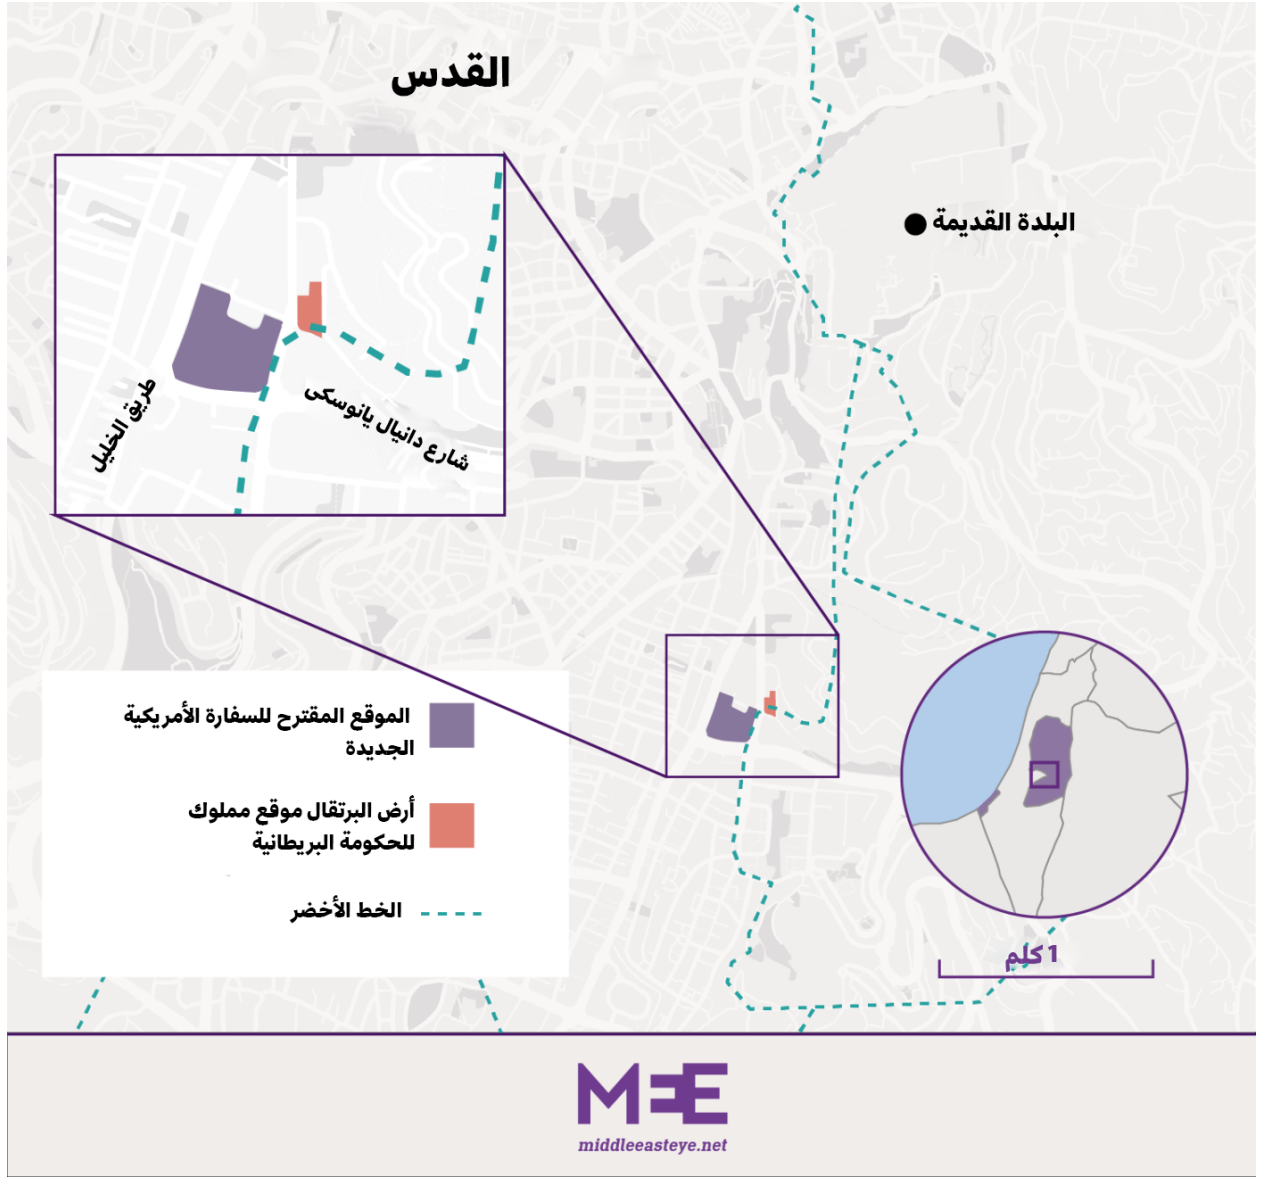 القدس
البلدة القديمة
طريق الخليل
شارع دانيال يانوسكى
الموقع المقترح للسفارة الأمريكية
الجديدة
أرض البرتقال موقع مملوك
للحكومة البريطانية
الخط الأخضر
1 كلم
MEE
middleeasteye.net